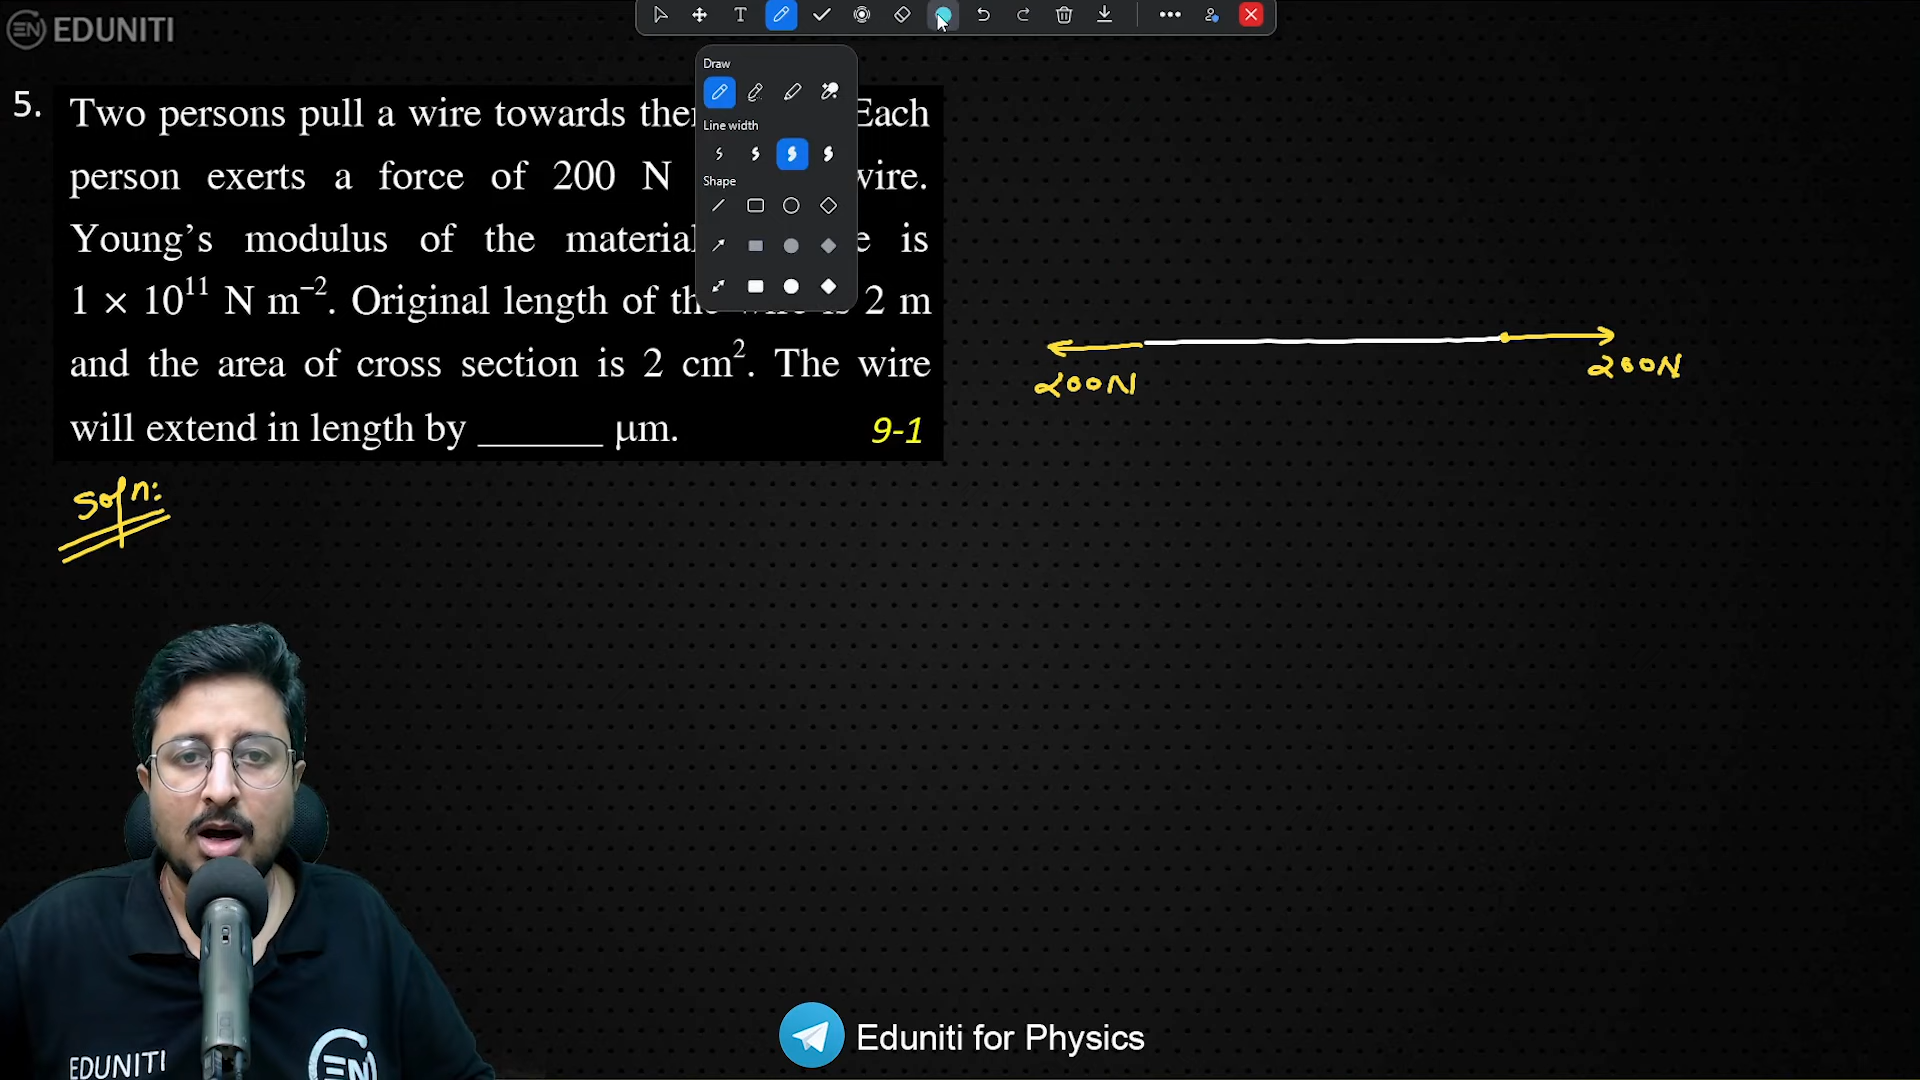 EDUNITI
5.
Two persons pull a wire towards Each
person exerts a force of 200 N wire.
Young's modulus of the material is
1 × 10¹¹ N m⁻². Original length of 2 m
and the area of cross section is 2 cm². The wire
will extend in length by ______ μm. 9-1
Draw
Line width
Shape
200N
200N
Soln:
EDUNITI
EN
Eduniti for Physics